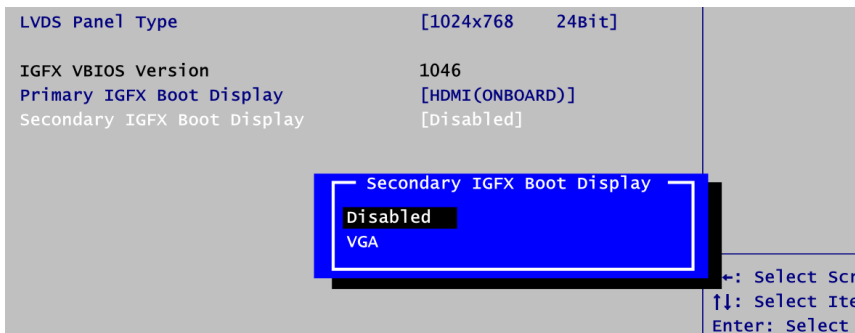 LVDS Panel Type [1024x768 24Bit]
IGFX VBIOS Version 1046
Primary IGFX Boot Display [HDMI(ONBOARD)]
Secondary IGFX Boot Display [Disabled]
Secondary IGFX Boot Display
Disabled
VGA
←: Select Scr
↑↓: Select Ite
Enter: Select